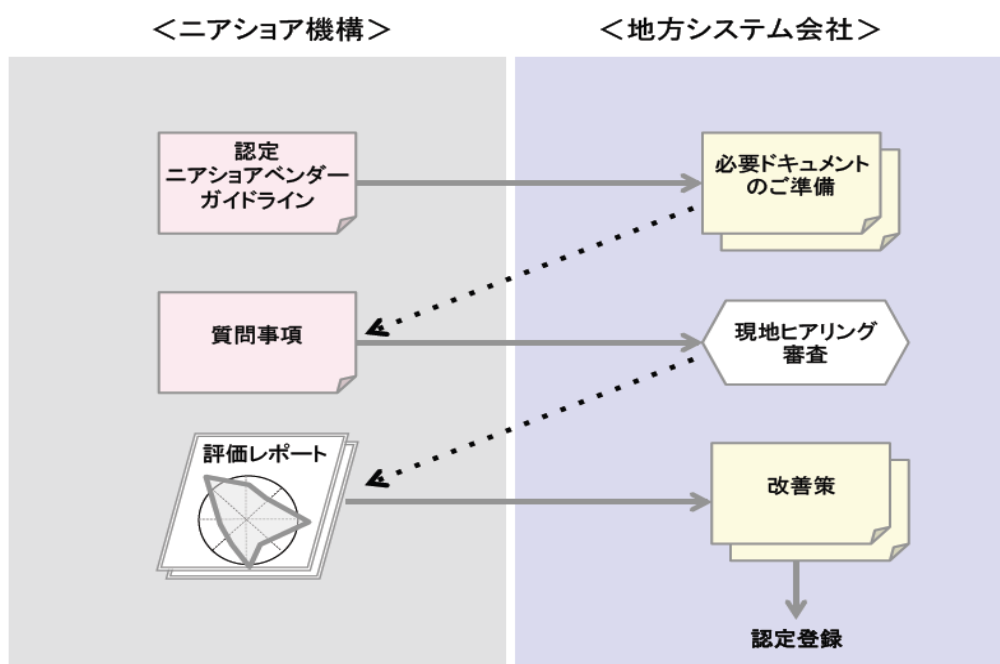 ＜ニアショア機構＞
＜地方システム会社＞
認定
ニアショアベンダー
ガイドライン
必要ドキュメント
のご準備
質問事項
現地ヒアリング
審査
評価レポート
改善策
認定登録